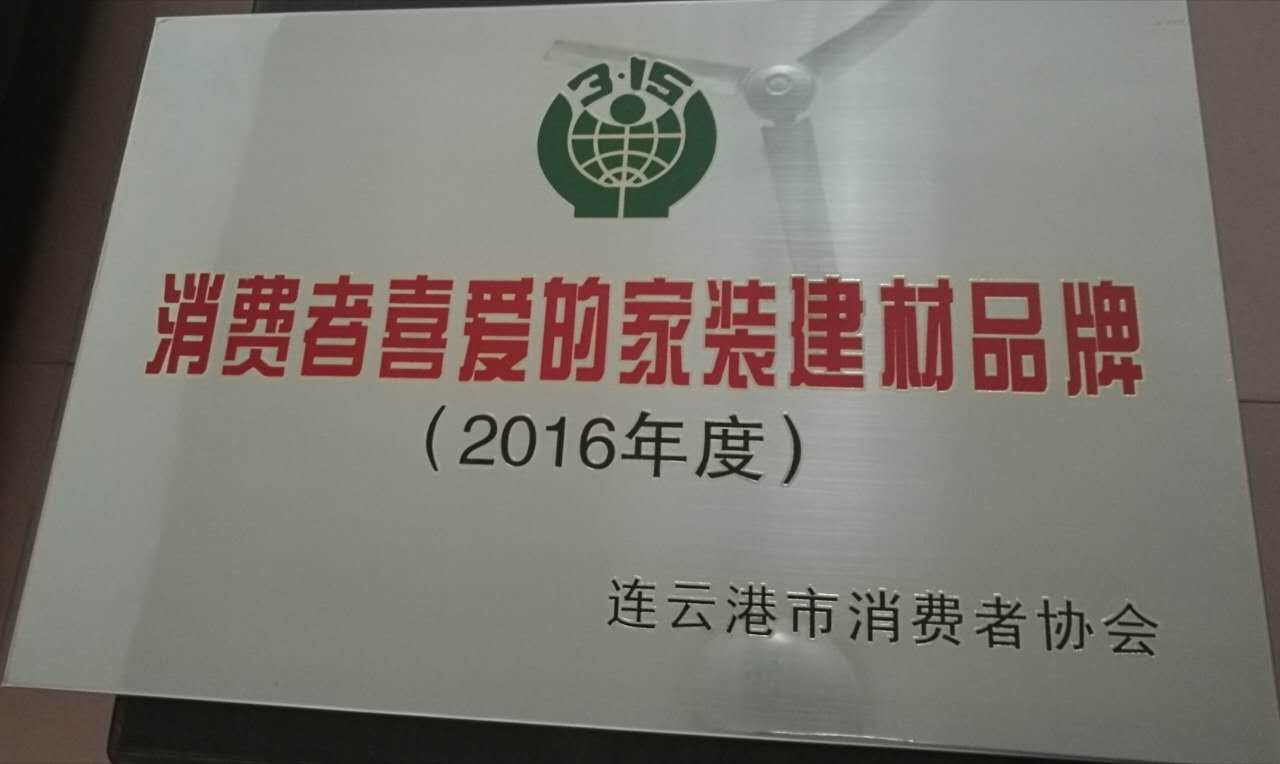 3·15
消费者喜爱的家装建材品牌
（2016年度）
连云港市消费者协会